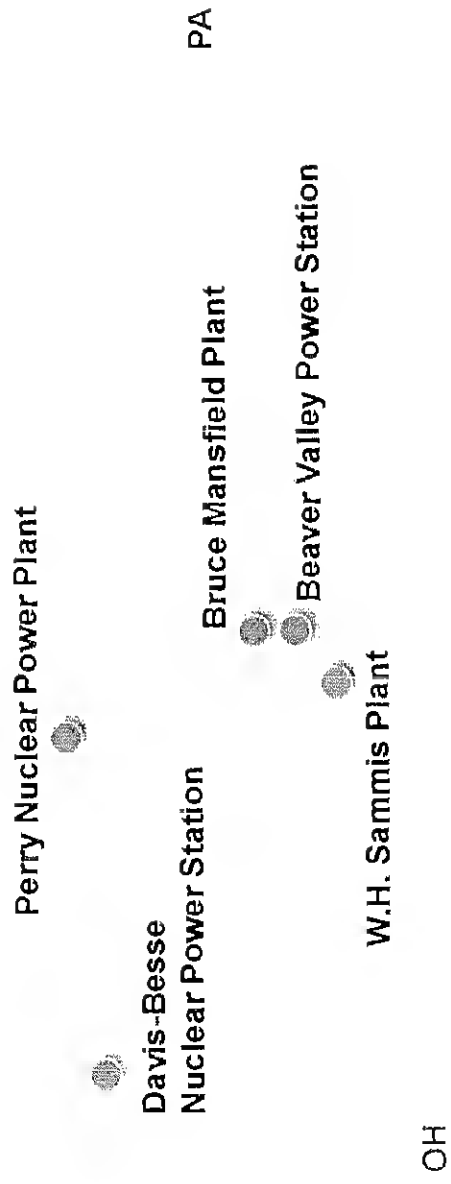 Perry Nuclear Power Plant
Davis-Besse
Nuclear Power Station
PA
Bruce Mansfield Plant
Beaver Valley Power Station
W.H. Sammis Plant
OH